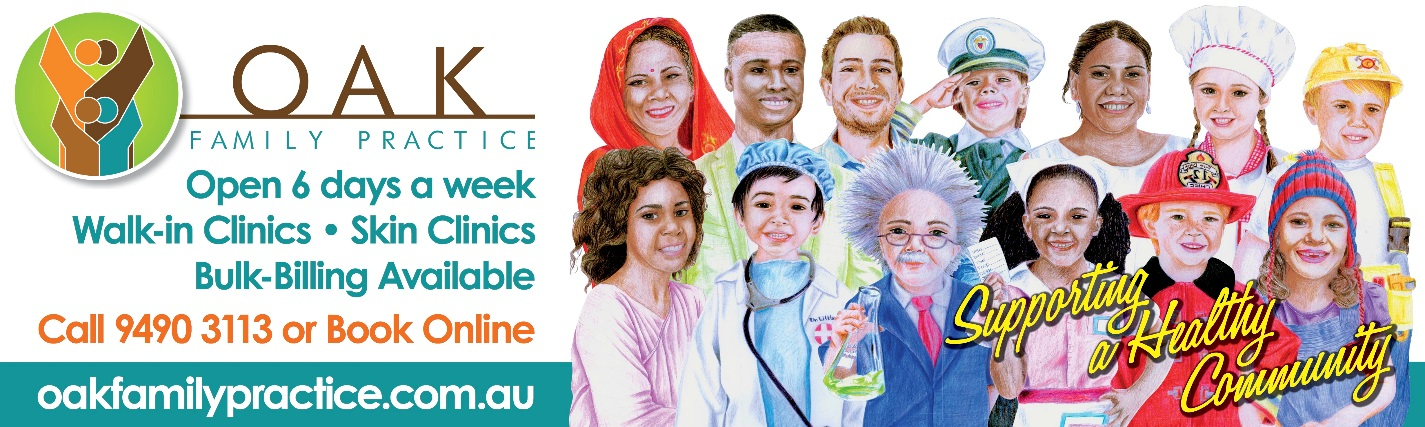 OAK
FAMILY PRACTICE
Open 6 days a week
Walk-in Clinics • Skin Clinics
Bulk-Billing Available
Call 9490 3113 or Book Online
oakfamilypractice.com.au
Supporting
a Healthy
Community